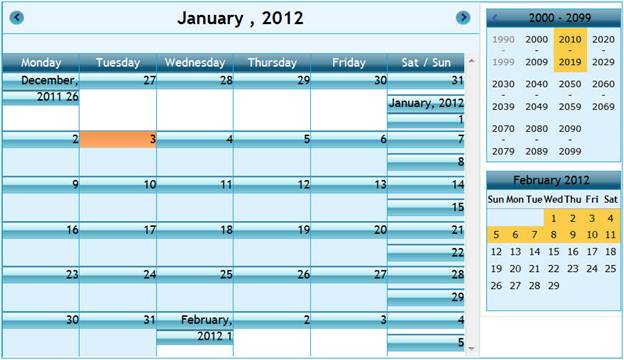 January , 2012
Monday Tuesday Wednesday Thursday Friday Sat / Sun
December, 2011 26 27 28 29 30 31
January, 2012 1
2 3 4 5 6 7
8
9 10 11 12 13 14
15
16 17 18 19 20 21
22
23 24 25 26 27 28
29
30 31 February, 2012 1 2 3 4
5
2000 - 2099
1990 - 1999 2000 - 2009 2010 - 2019 2020 - 2029
2030 - 2039 2040 - 2049 2050 - 2059 2060 - 2069
2070 - 2079 2080 - 2089 2090 - 2099
February 2012
Sun Mon Tue Wed Thu Fri Sat
1 2 3 4
5 6 7 8 9 10 11
12 13 14 15 16 17 18
19 20 21 22 23 24 25
26 27 28 29